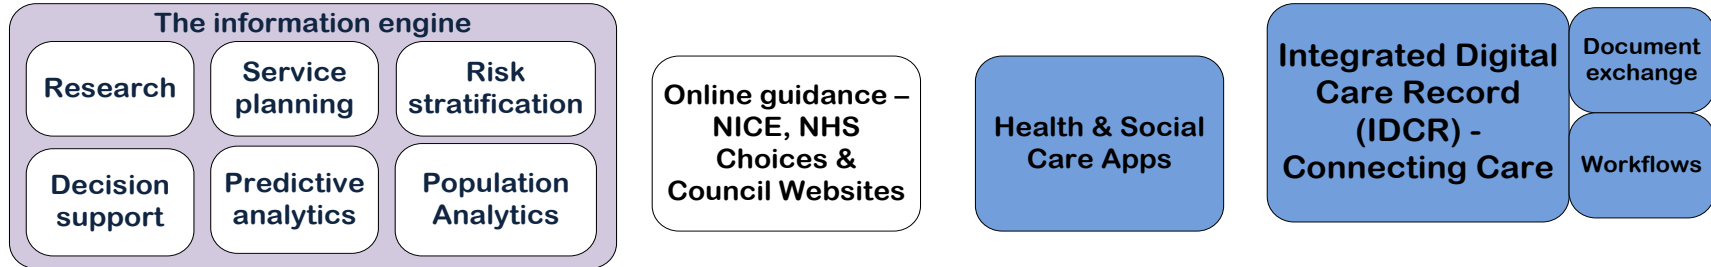 The information engine
Research
Service
planning
Risk
stratification
Decision
support
Predictive
analytics
Population
Analytics
Online guidance –
NICE, NHS
Choices &
Council Websites
Health & Social
Care Apps
Integrated Digital
Care Record
(IDCR) -
Connecting Care
Document
exchange
Workflows